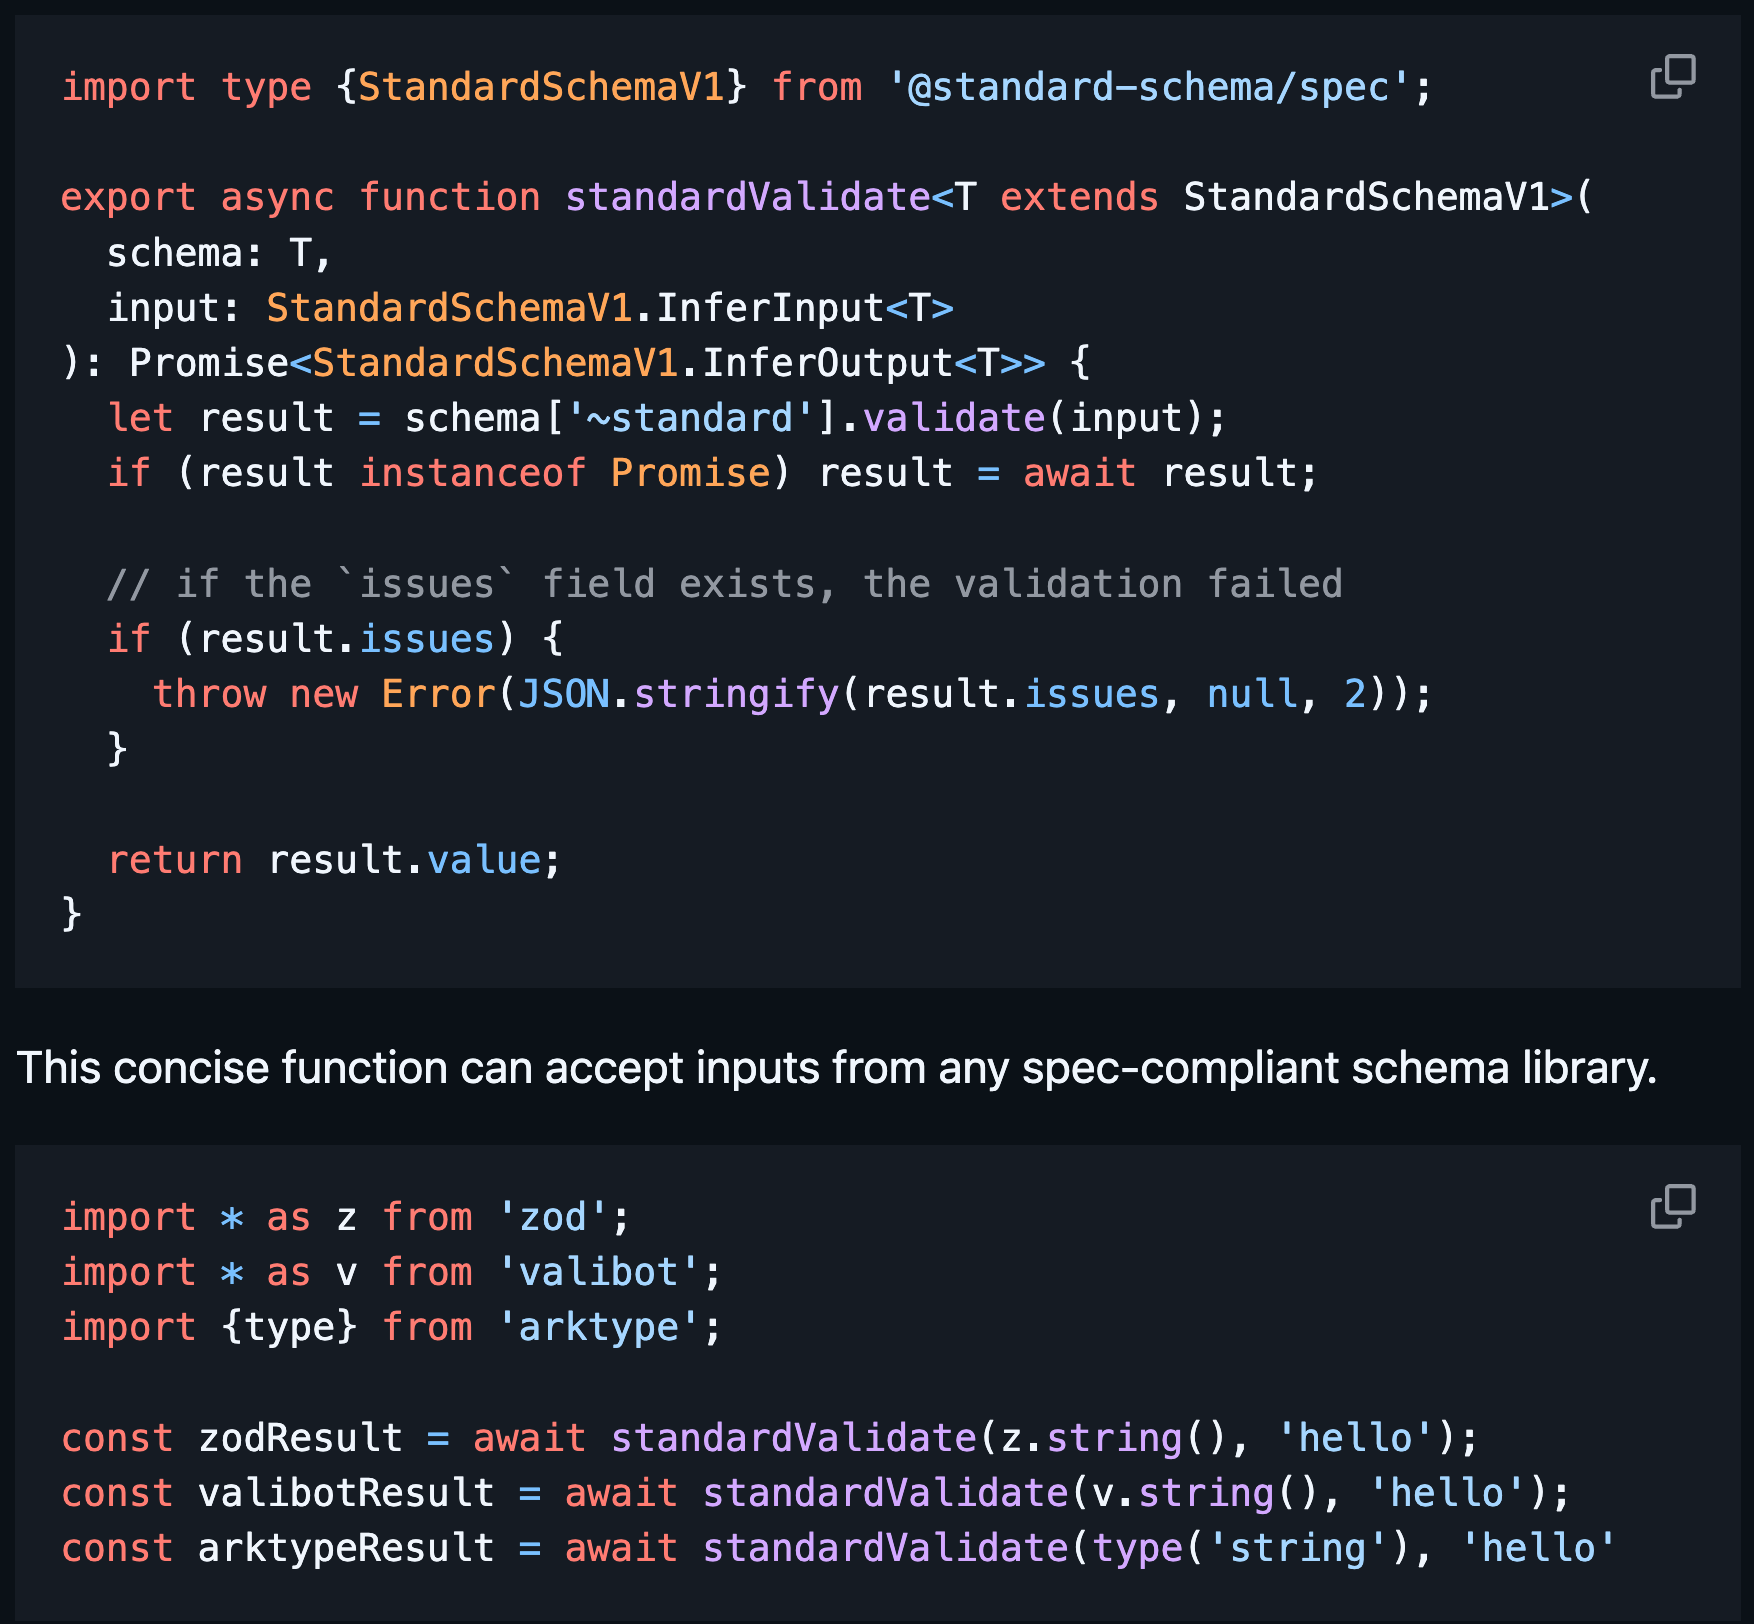 import type {StandardSchemaV1} from '@standard-schema/spec';
export async function standardValidate<T extends StandardSchemaV1>(
  schema: T,
  input: StandardSchemaV1.InferInput<T>
): Promise<StandardSchemaV1.InferOutput<T>> {
  let result = schema['~standard'].validate(input);
  if (result instanceof Promise) result = await result;
  // if the `issues` field exists, the validation failed
  if (result.issues) {
    throw new Error(JSON.stringify(result.issues, null, 2));
  }
  return result.value;
}
This concise function can accept inputs from any spec-compliant schema library.
import * as z from 'zod';
import * as v from 'valibot';
import {type} from 'arktype';
const zodResult = await standardValidate(z.string(), 'hello');
const valibotResult = await standardValidate(v.string(), 'hello');
const arktypeResult = await standardValidate(type('string'), 'hello'